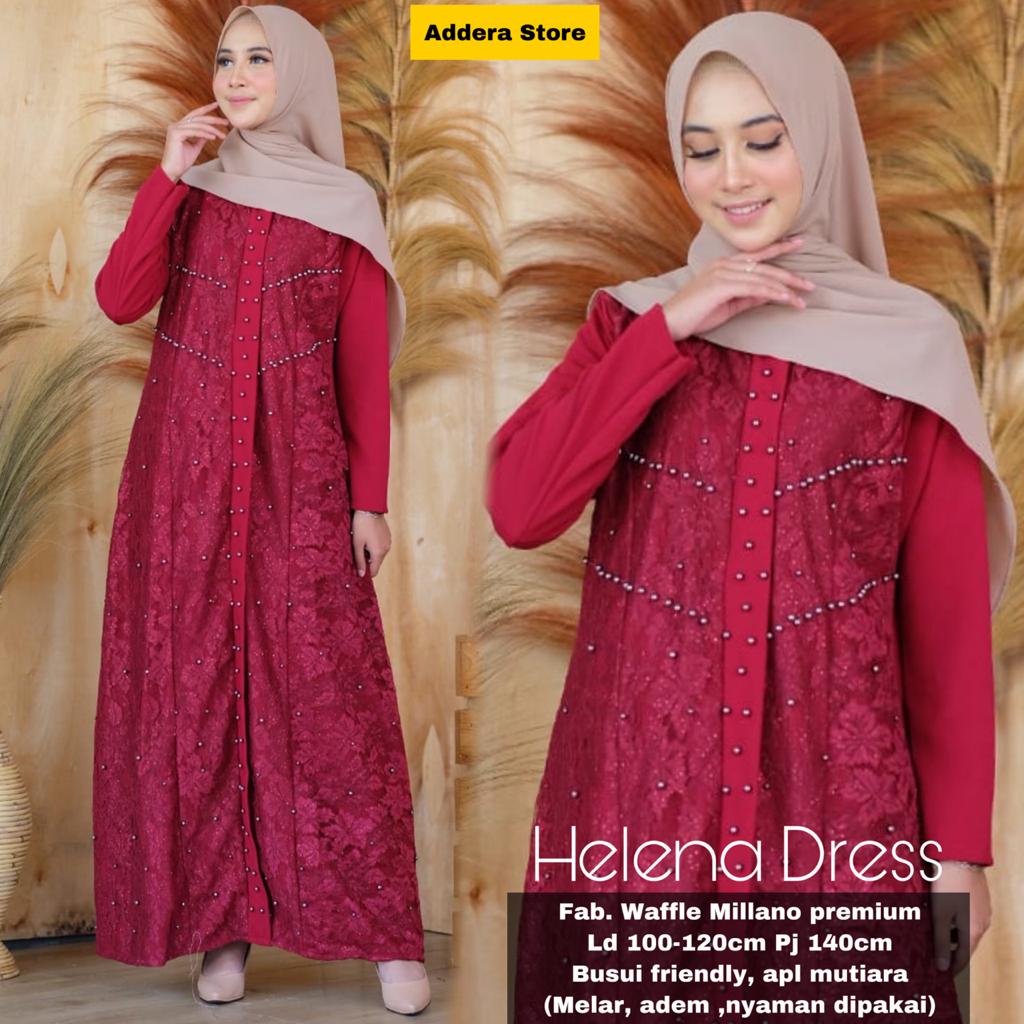 Addera Store
Helena Dress
Fab. Waffle Millano premium
Ld 100-120cm Pj 140cm
Busui friendly, apl mutiara
(Melar, adem ,nyaman dipakai)